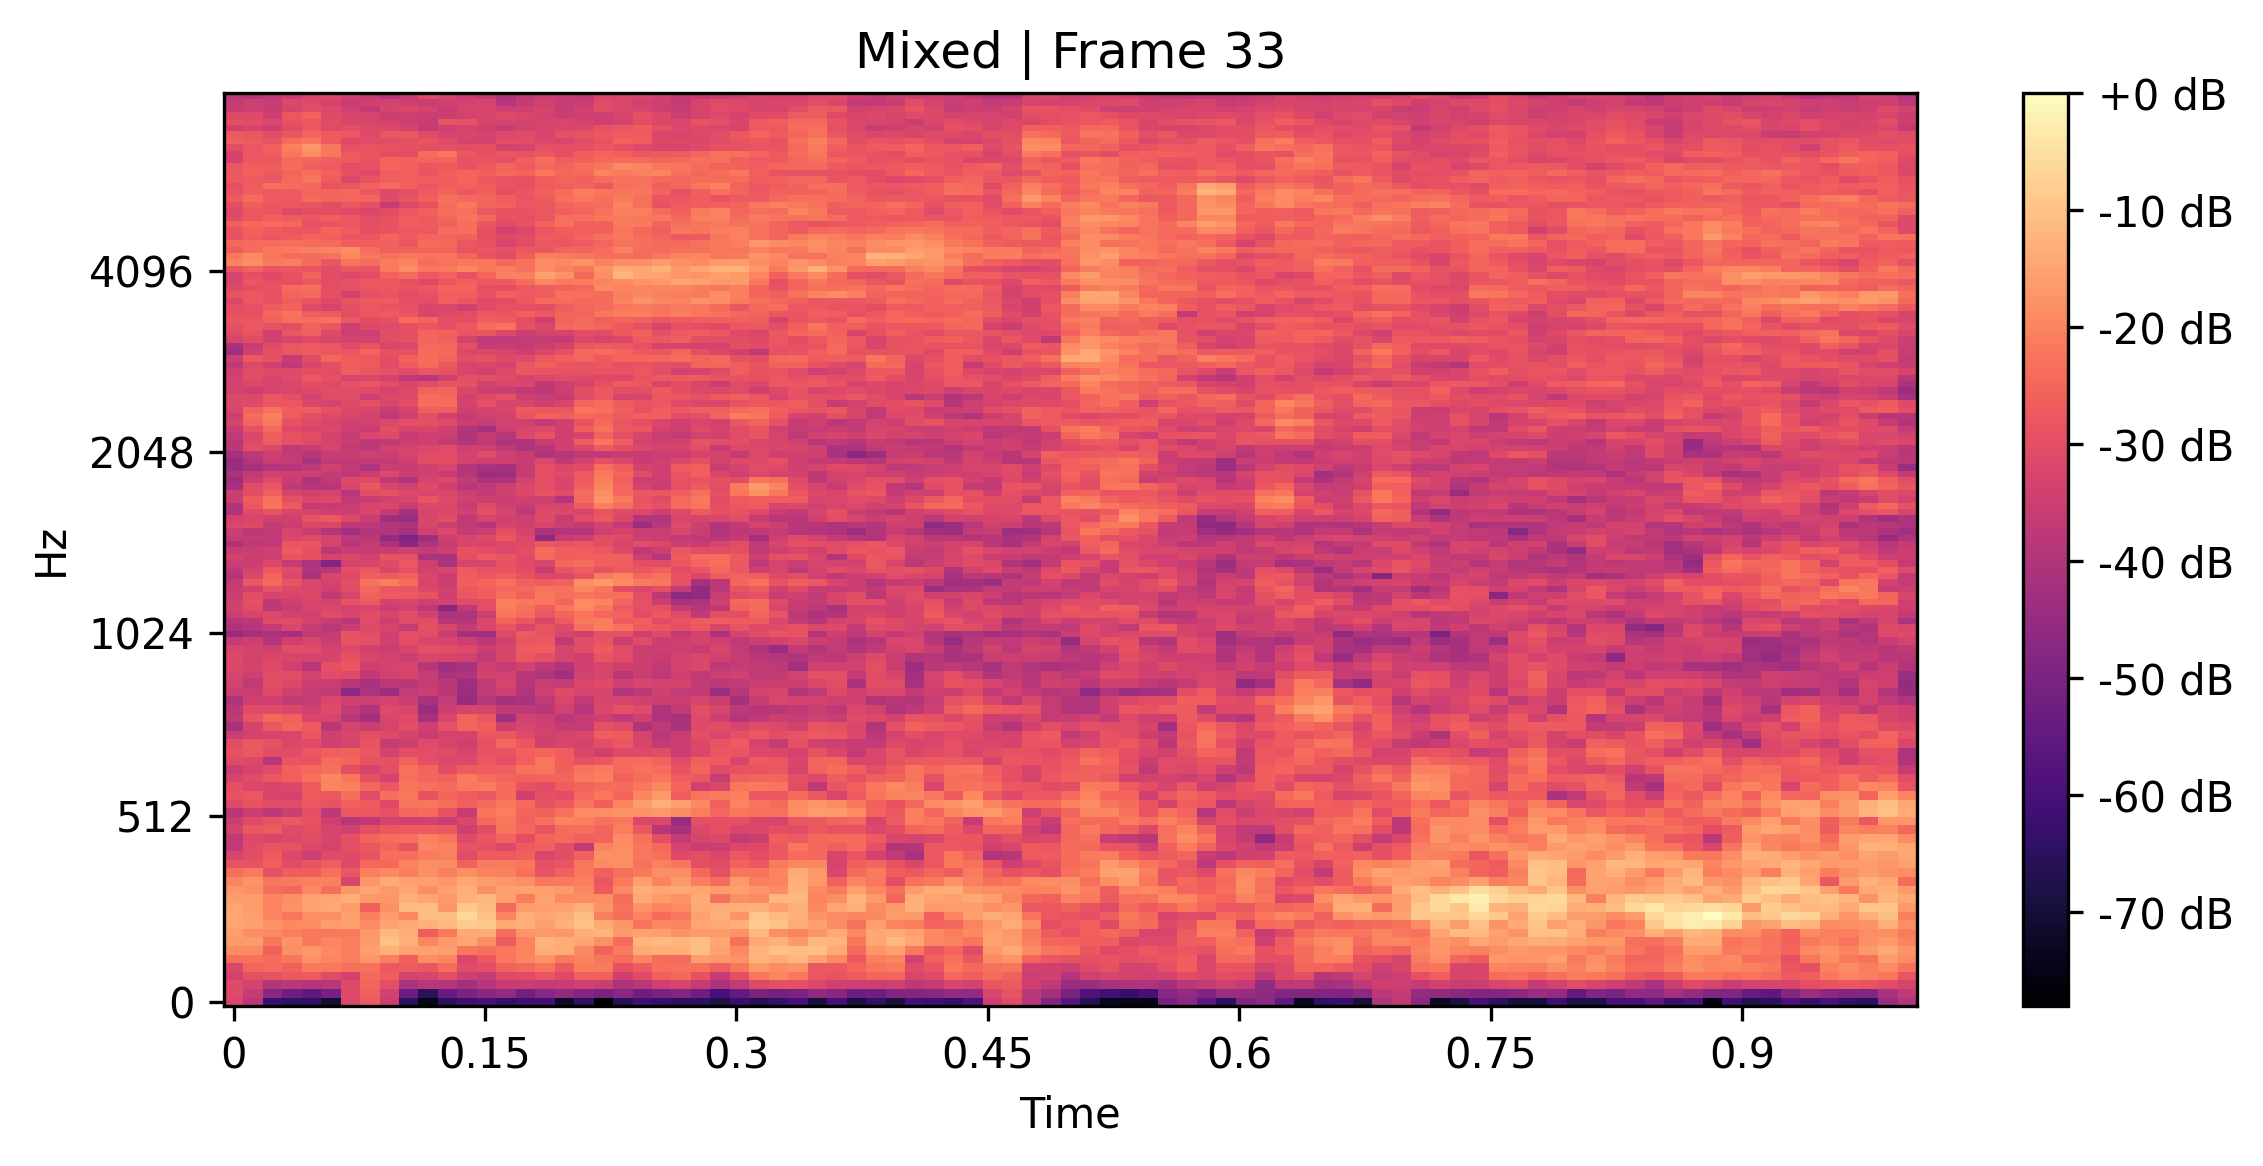 Mixed | Frame 33
+0 dB
-10 dB
-20 dB
-30 dB
-40 dB
-50 dB
-60 dB
-70 dB
4096
2048
1024
512
0
Hz
0 0.15 0.3 0.45 0.6 0.75 0.9
Time